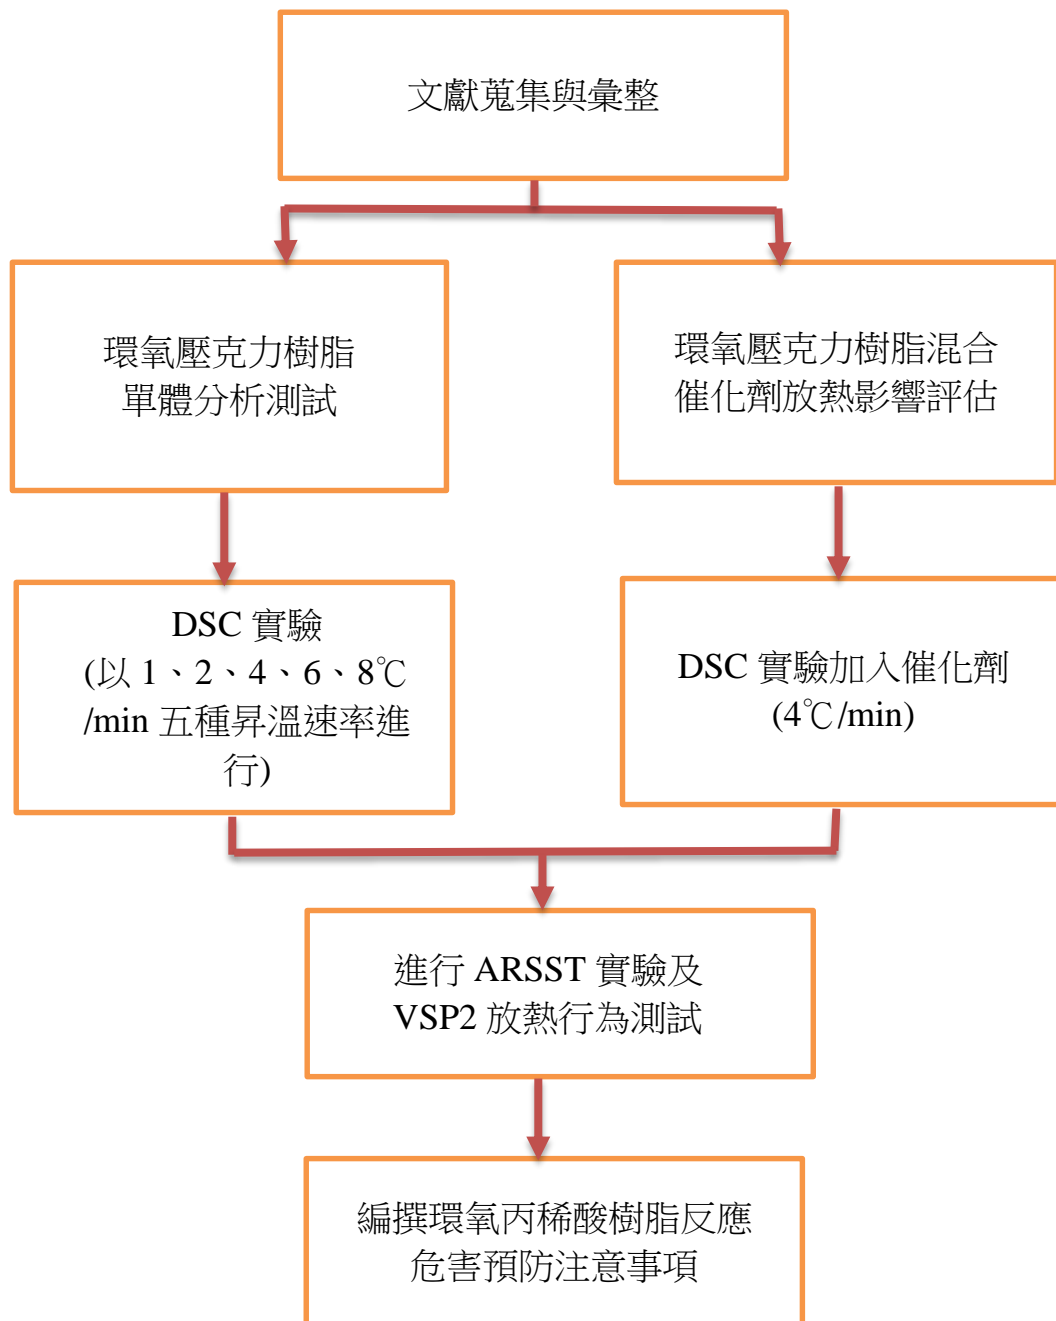 文獻蒐集與彙整
環氧壓克力樹脂
單體分析測試
環氧壓克力樹脂混合
催化劑放熱影響評估
DSC 實驗
(以 1、2、4、6、8℃
/min 五種昇溫速率進
行)
DSC 實驗加入催化劑
(4℃/min)
進行 ARSST 實驗及
VSP2 放熱行為測試
編撰環氧丙稀酸樹脂反應
危害預防注意事項